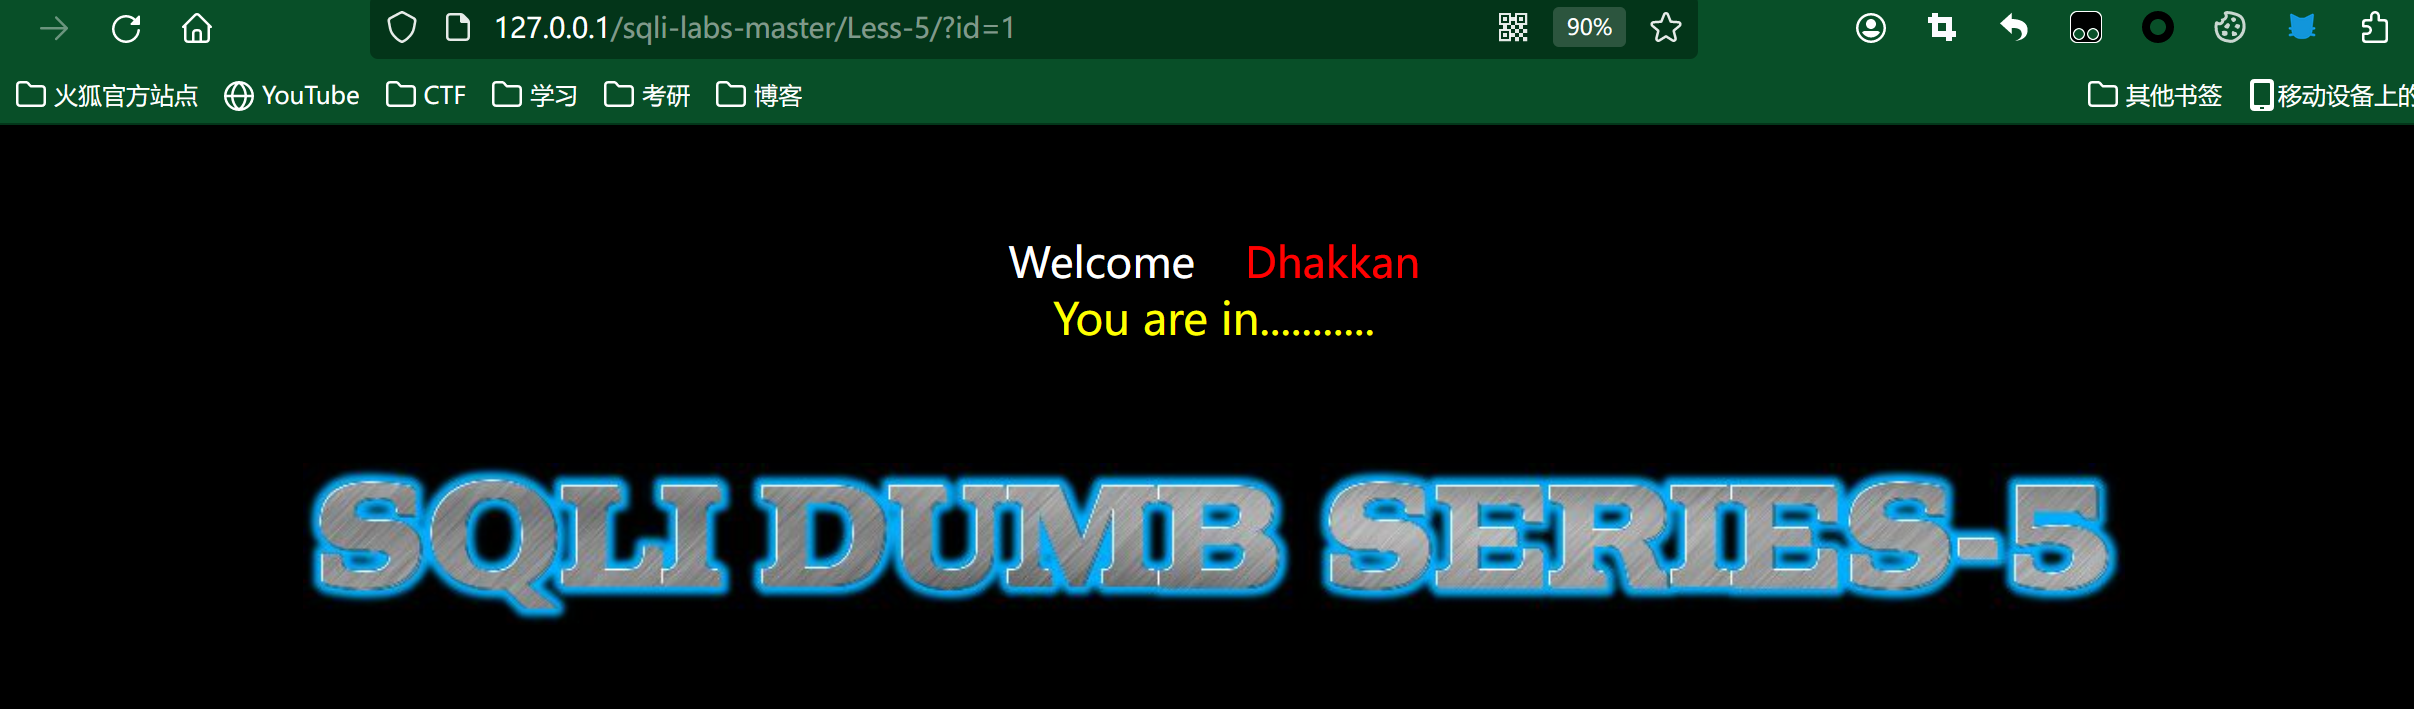 127.0.0.1/sqli-labs-master/Less-5/?id=1 90%
火狐官方站点 YouTube CTF 学习 考研 博客 其他书签 移动设备上的
Welcome Dhakkan
You are in...........
SQLI DUMB SERIES-5